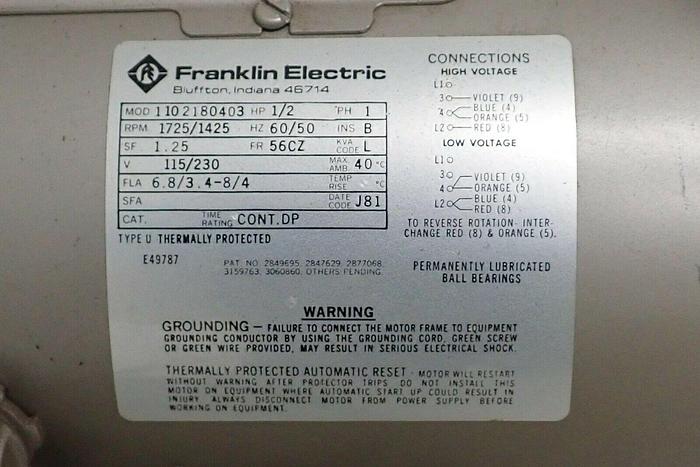 Franklin Electric
Bluffton, Indiana 46714
MOD 1102180403 HP 1/2 PH 1
RPM 1725/1425 HZ 60/50 INS B
SF 1.25 FR 56CZ KVA CODE L
V 115/230 MAX. AMB. 40 °C
FLA 6.8/3.4-8/4 TEMP RISE °C
SFA DATE CODE J81
CAT. TIME RATING CONT.DP
TYPE U THERMALLY PROTECTED
E49787
PAT. NO. 2849695, 2847629, 2877068,
3159763, 3060860, OTHERS PENDING.
CONNECTIONS
HIGH VOLTAGE
L1
3 VIOLET (9)
BLUE (4)
4 ORANGE (5)
L2 RED (8)
LOW VOLTAGE
L1
3 VIOLET (9)
4 ORANGE (5)
BLUE (4)
L2 RED (8)
TO REVERSE ROTATION- INTER-
CHANGE RED (8) & ORANGE (5).
PERMANENTLY LUBRICATED
BALL BEARINGS
WARNING
GROUNDING — FAILURE TO CONNECT THE MOTOR FRAME TO EQUIPMENT
GROUNDING CONDUCTOR BY USING THE GROUNDING CORD, GREEN SCREW
OR GREEN WIRE PROVIDED, MAY RESULT IN SERIOUS ELECTRICAL SHOCK.
THERMALLY PROTECTED AUTOMATIC RESET - MOTOR WILL RESTART
WITHOUT WARNING AFTER PROTECTOR TRIPS. DO NOT INSTALL THIS
MOTOR ON EQUIPMENT WHERE AUTOMATIC START UP COULD RESULT IN
INJURY. ALWAYS DISCONNECT MOTOR FROM POWER SUPPLY BEFORE
WORKING ON EQUIPMENT.